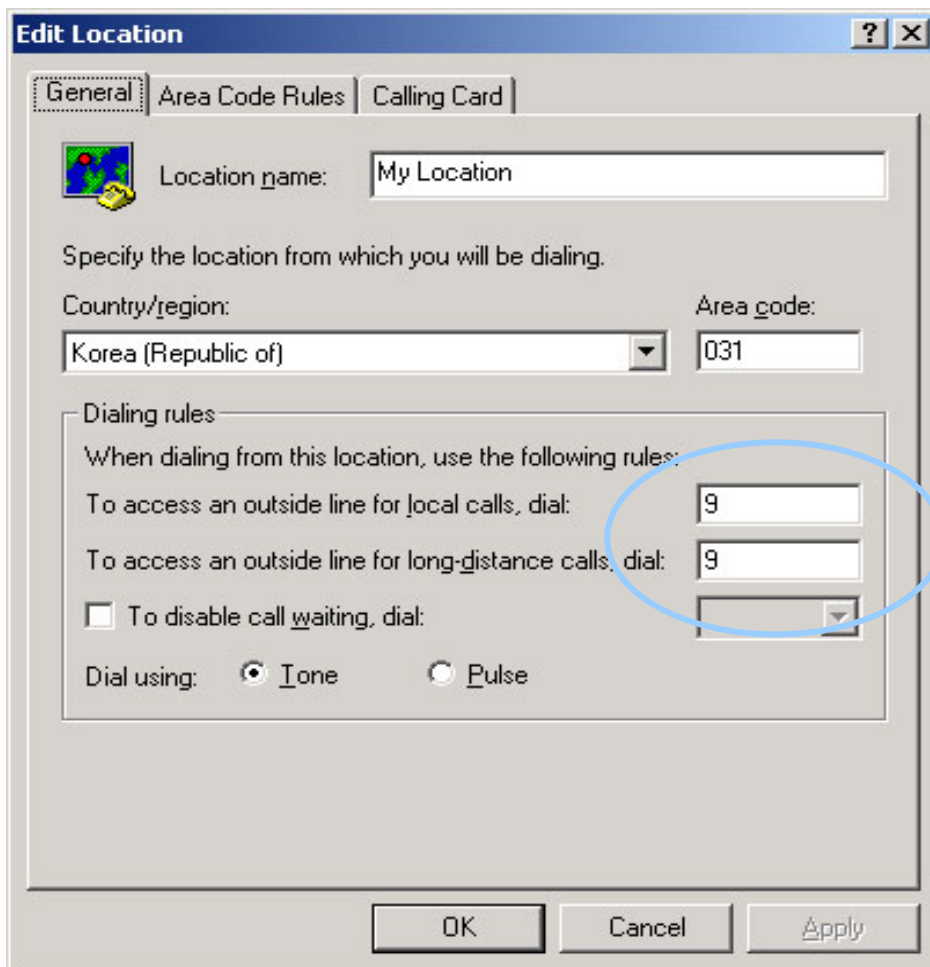 Edit Location
General Area Code Rules Calling Card
Location name: My Location
Specify the location from which you will be dialing.
Country/region: Area code:
Korea (Republic of) 031
Dialing rules
When dialing from this location, use the following rules:
To access an outside line for local calls, dial: 9
To access an outside line for long-distance calls, dial: 9
To disable call waiting, dial:
Dial using: Tone Pulse
OK Cancel Apply